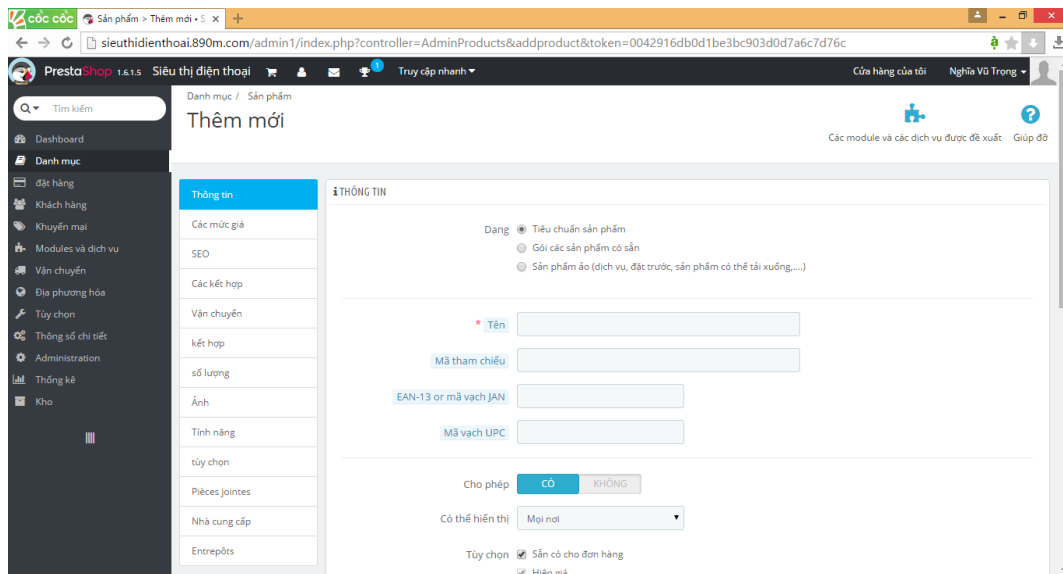 cốc cốc Sản phẩm > Thêm mới • S
sieuthidienthoai.890m.com/admin1/index.php?controller=AdminProducts&addproduct&token=0042916db0d1be3bc903d0d7a6c7d76c
PrestaShop 1.6.1.5 Siêu thị điện thoại 1 Truy cập nhanh Cửa hàng của tôi Nghĩa Vũ Trọng
Tìm kiếm
Dashboard
Danh mục
đặt hàng
Khách hàng
Khuyến mại
Modules và dịch vụ
Vận chuyển
Địa phương hóa
Tùy chọn
Thông số chi tiết
Administration
Thống kê
Kho
Danh mục / Sản phẩm
Thêm mới
Các module và các dịch vụ được đề xuất Giúp đỡ
Thông tin
Các mức giá
SEO
Các kết hợp
Vận chuyển
kết hợp
số lượng
Ảnh
Tính năng
tùy chọn
Pièces jointes
Nhà cung cấp
Entrepôts
THÔNG TIN
Dạng Tiêu chuẩn sản phẩm
Gói các sản phẩm có sẵn
Sản phẩm ảo (dịch vụ, đặt trước, sản phẩm có thể tải xuống,....)
* Tên
Mã tham chiếu
EAN-13 or mã vạch JAN
Mã vạch UPC
Cho phép CÓ KHÔNG
Có thể hiển thị Mọi nơi
Tùy chọn Sẵn có cho đơn hàng
Hiện giá